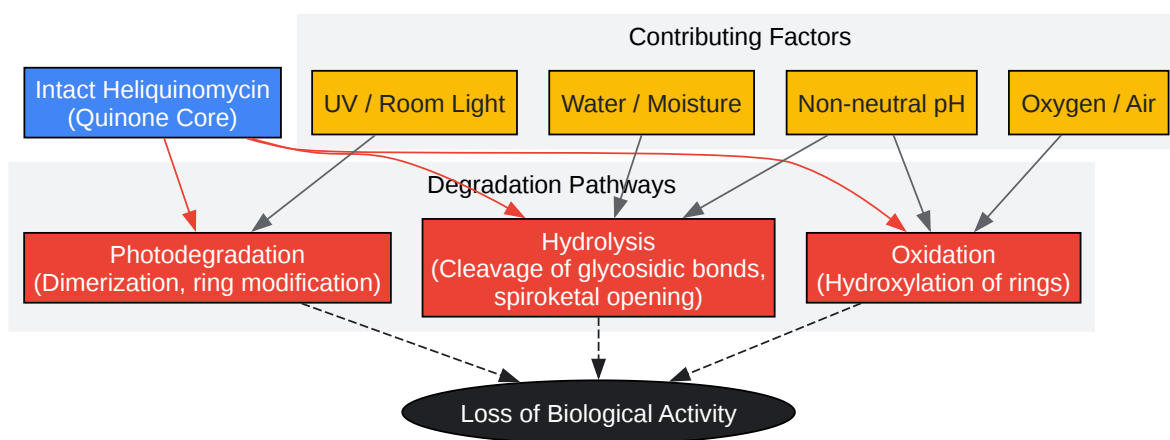 Contributing Factors
Intact Heliquinomycin
(Quinone Core)
UV / Room Light
Water / Moisture
Non-neutral pH
Oxygen / Air
Degradation Pathways
Photodegradation
(Dimerization, ring modification)
Hydrolysis
(Cleavage of glycosidic bonds,
spiroketal opening)
Oxidation
(Hydroxylation of rings)
Loss of Biological Activity